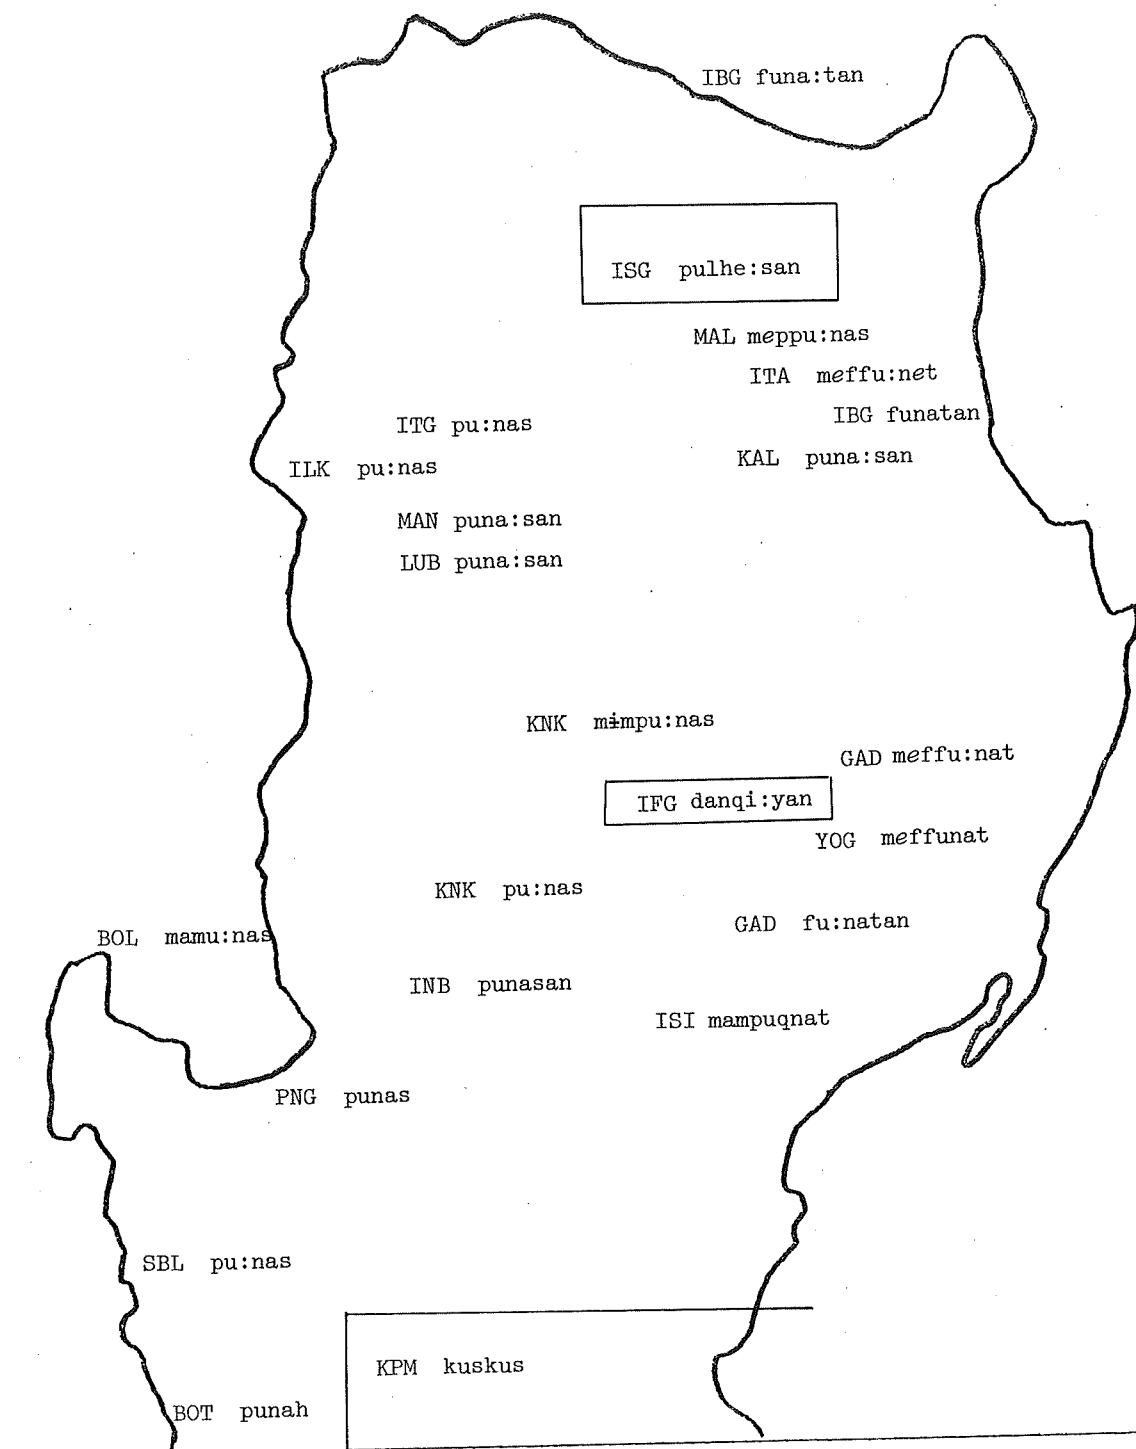 IBG funa:tan
ISG pulhe:san
MAL meppu:nas
ITA meffu:net
IBG funatan
ITG pu:nas
KAL puna:san
ILK pu:nas
MAN puna:san
LUB puna:san
KNK mɨmpu:nas
GAD meffu:nat
IFG danqi:yan
YOG meffunat
KNK pu:nas
GAD fu:natan
BOL mamu:nas
INB punasan
ISI mampuqnat
PNG punas
SBL pu:nas
KPM kuskus
BOT punah